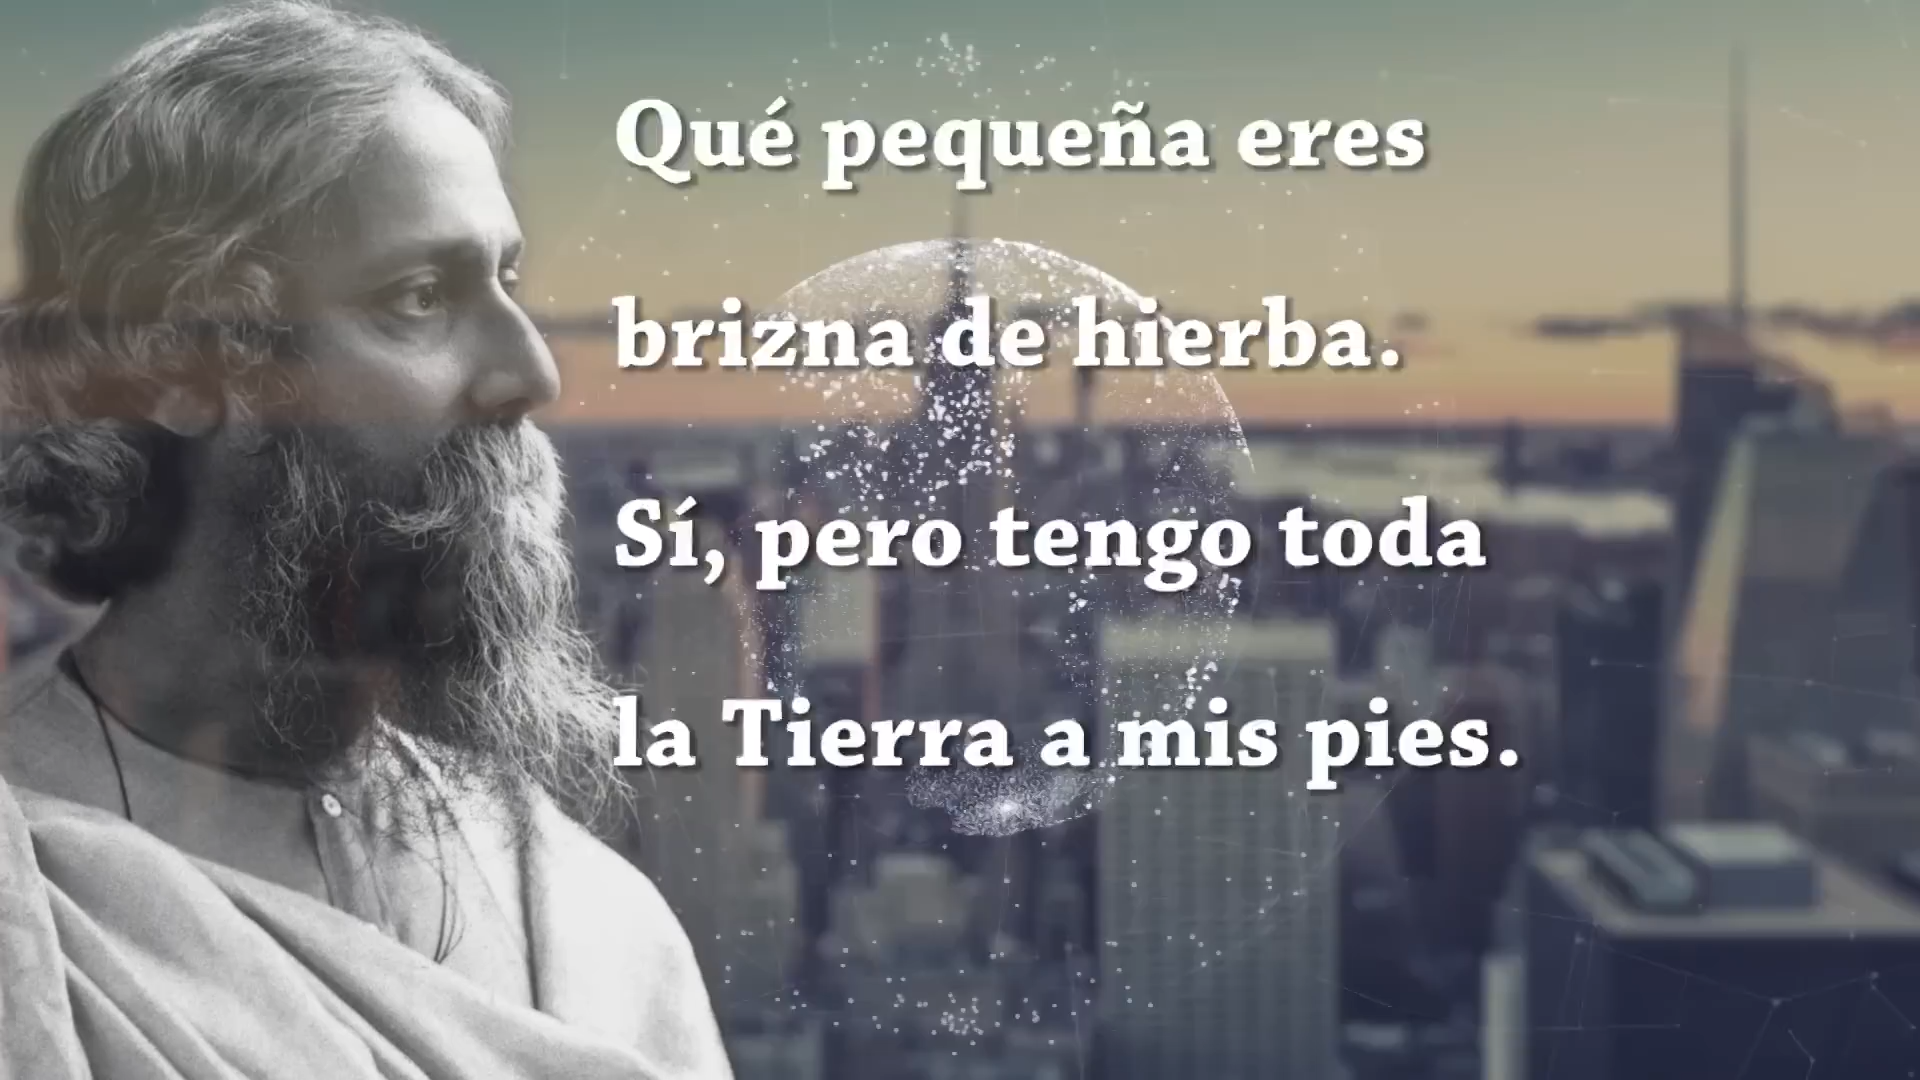 Qué pequeña eres
brizna de hierba.
Sí, pero tengo toda
la Tierra a mis pies.